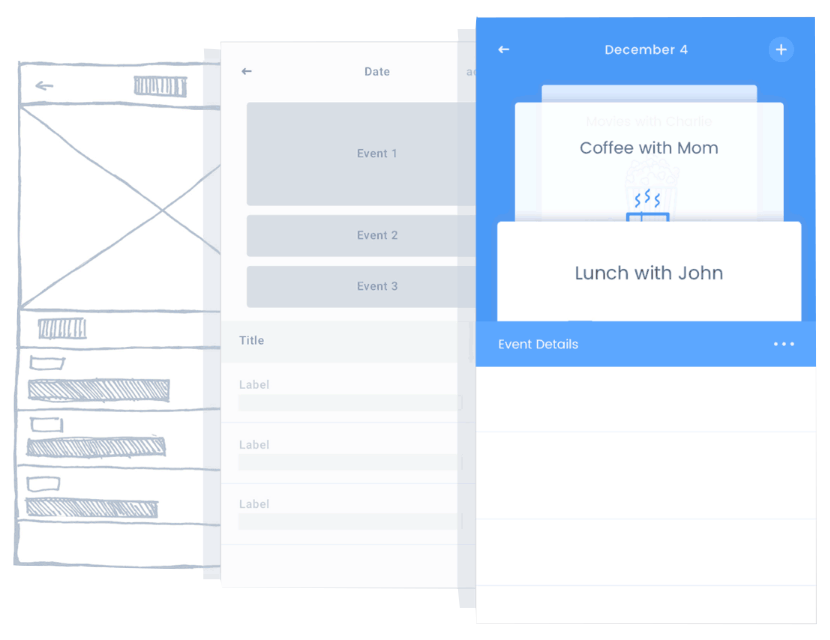 Date
Event 1
Event 2
Event 3
Title
Label
Label
Label
December 4
Movies with Charlie
Coffee with Mom
Lunch with John
Event Details